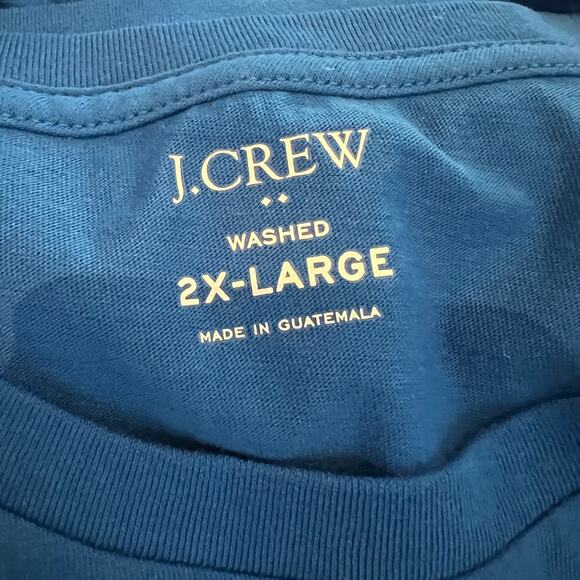 J.CREW
WASHED
2X-LARGE
MADE IN GUATEMALA